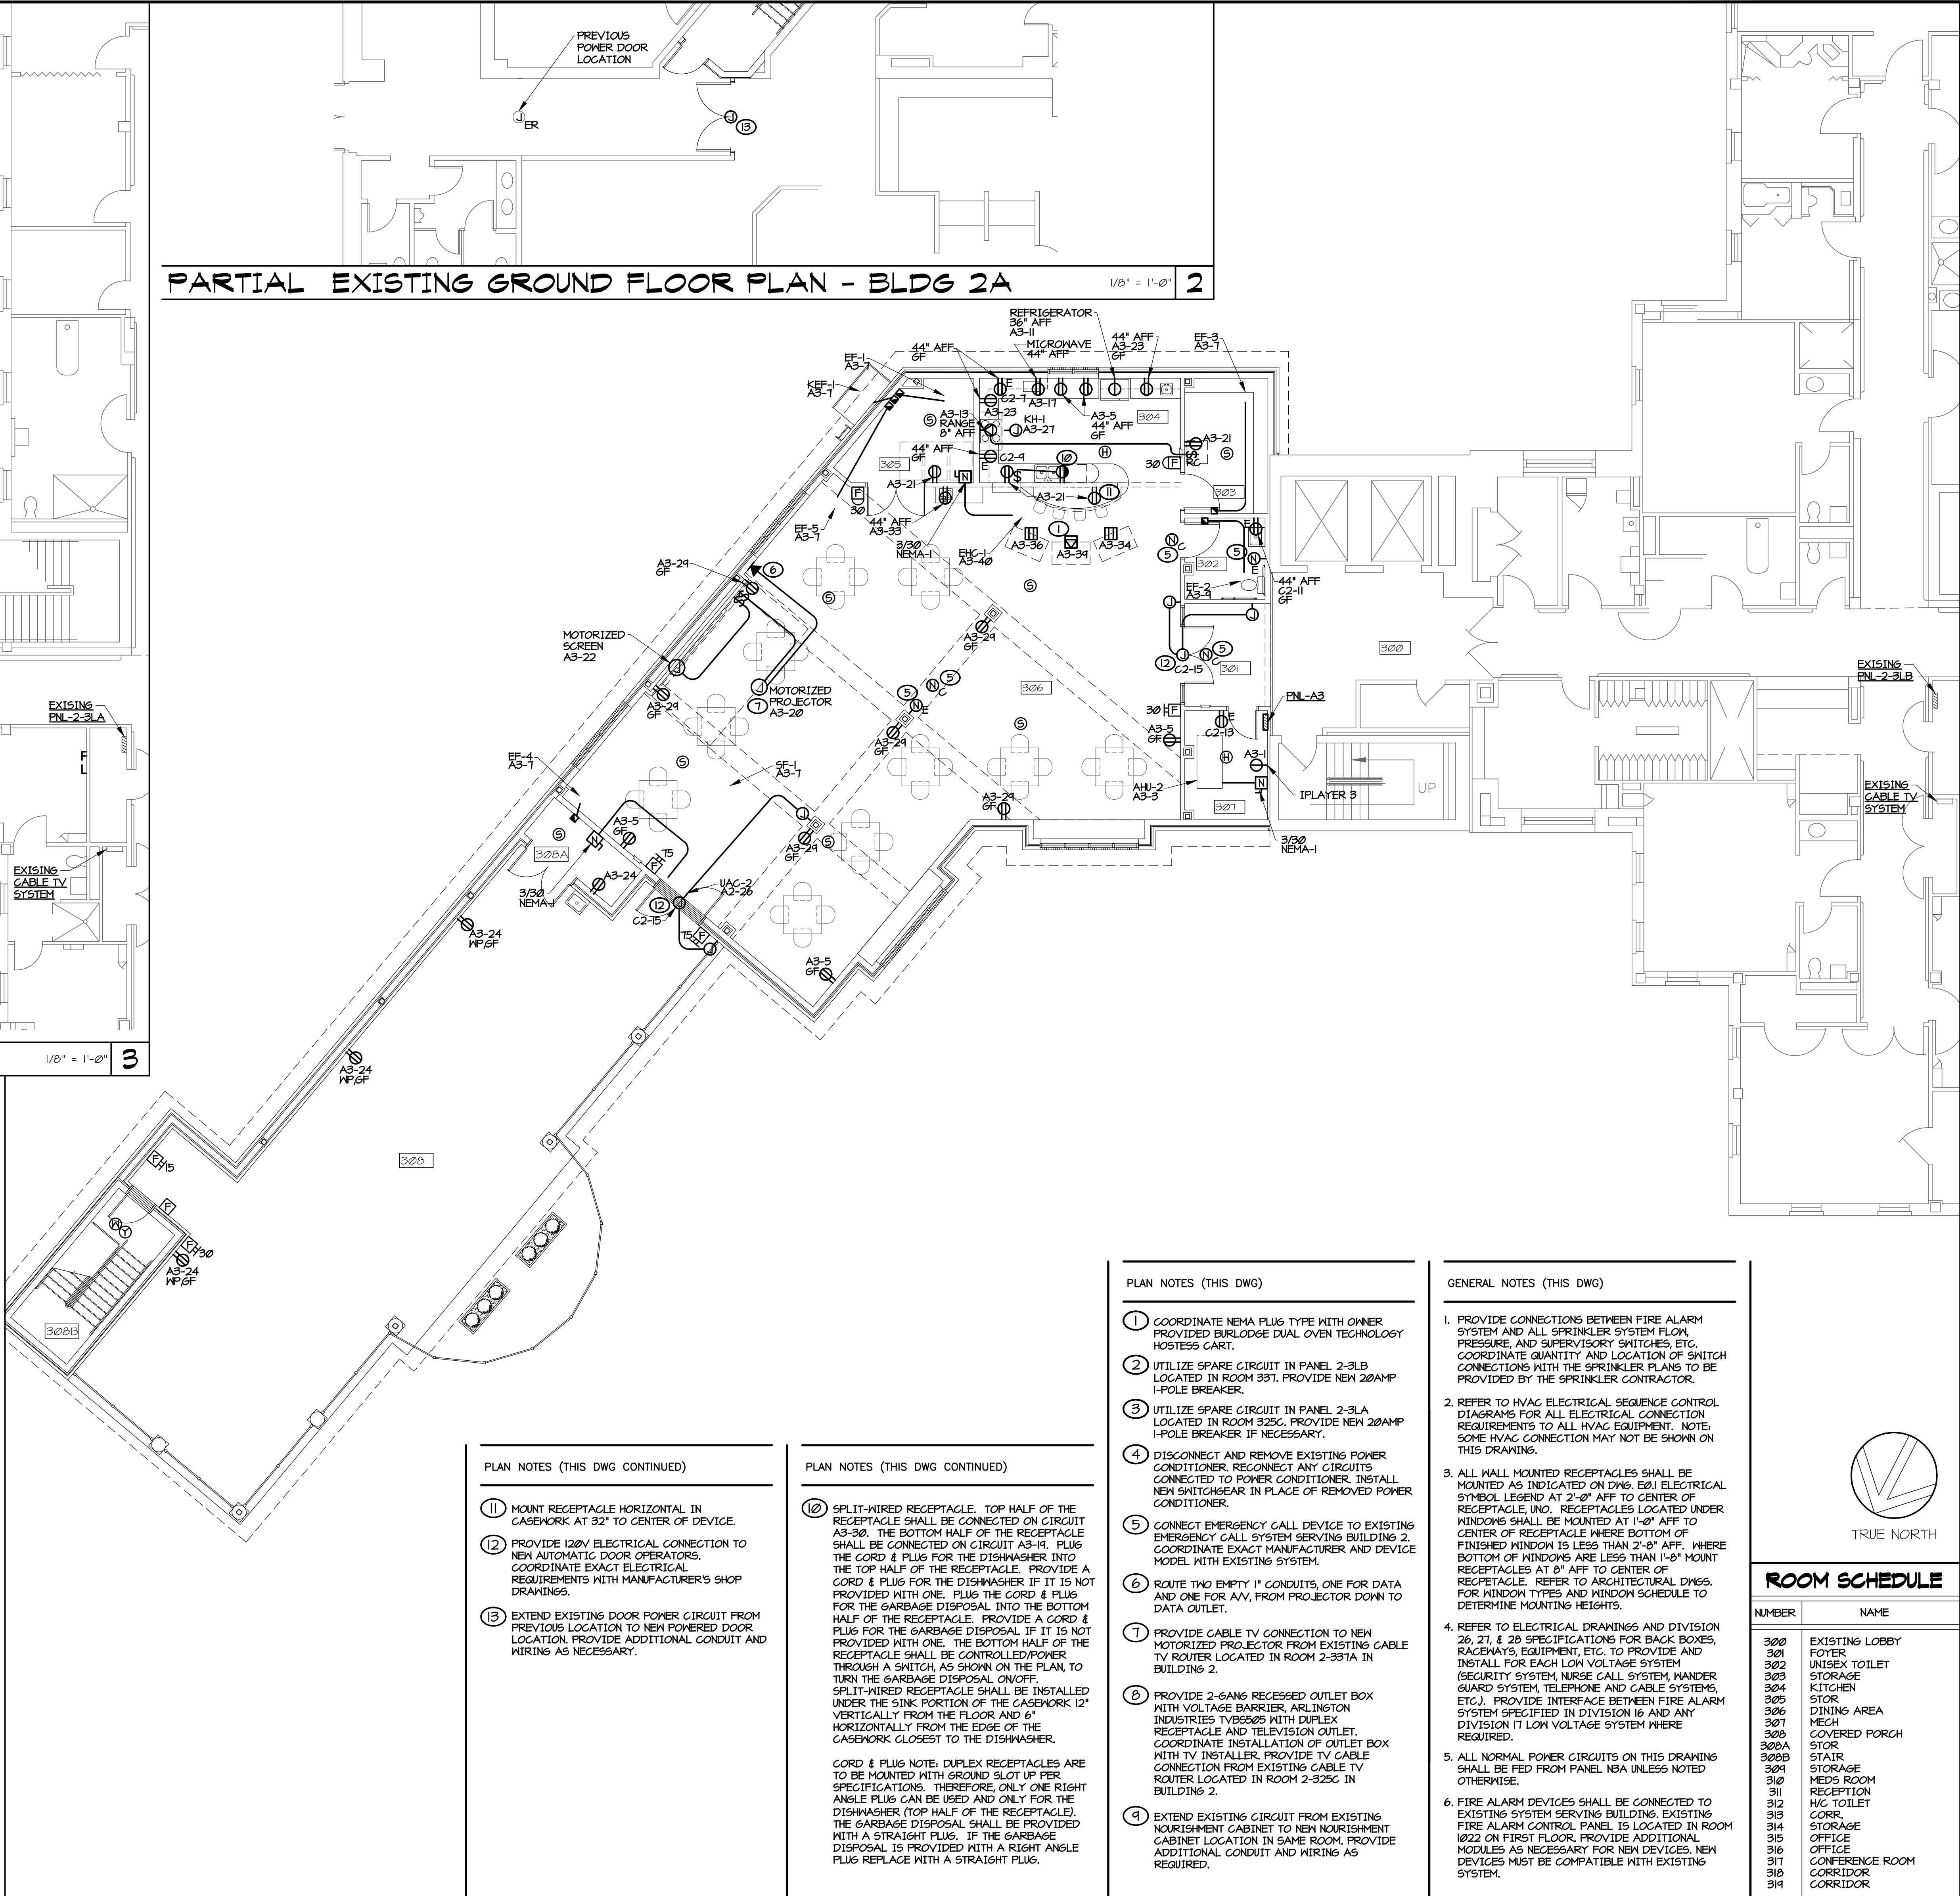 PREVIOUS
POWER DOOR
LOCATION
J
ER
J
13
PARTIAL EXISTING GROUND FLOOR PLAN - BLDG 2A
1/8" = 1'-0"
2
REFRIGERATOR
36" AFF
A3-11
MICROWAVE
44" AFF
44" AFF
A3-23
GF
EF-3
A3-7
44" AFF
GF
EF-1
A3-7
KEF-1
A3-7
E
C2-7
A3-23
A3-17
A3-5
44" AFF
GF
304
A3-13
RANGE
8" AFF
KH-1
A3-27
A3-21
RC
44" AFF
GF
C2-9
E
10
H
S
30
F
305
A3-21
L
N
$
A3-21
11
303
F
30
44" AFF
A3-33
EF-5
A3-7
3/30
NEMA-1
EHC-1
A3-40
1
A3-36
A3-39
A3-34
N
C
5
5
E
N
E
302
44" AFF
C2-11
GF
EF-2
A3-9
A3-29
GF
6
S
S
MOTORIZED
SCREEN
A3-22
A3-29
GF
J
J
12
C2-15
N
C
5
301
300
EXISING
PNL-2-3LB
A3-29
GF
MOTORIZED
PROJECTOR
A3-20
7
5
N
C
5
N
E
306
30
F
PNL-A3
A3-5
GF
E
C2-13
A3-29
GF
S
S
EXISING
PNL-2-3LA
EF-4
A3-7
SF-1
A3-7
H
A3-1
N
AHU-2
A3-3
IPLAYER 3
307
UP
EXISING
CABLE TV
SYSTEM
A3-29
GF
A3-29
GF
S
3/30
NEMA-1
A3-5
GF
75
F
S
N
308A
A3-24
3/30
NEMA-1
UAC-2
A2-26
12
C2-15
75
F
J
EXISING
CABLE TV
SYSTEM
A3-24
WP,GF
A3-5
GF
1/8" = 1'-0"
3
A3-24
WP,GF
308
F
15
F
F
30
A3-24
WP,GF
308B
PLAN NOTES (THIS DWG CONTINUED)
11 MOUNT RECEPTACLE HORIZONTAL IN
CASEWORK AT 32" TO CENTER OF DEVICE.
12 PROVIDE 120V ELECTRICAL CONNECTION TO
NEW AUTOMATIC DOOR OPERATORS.
COORDINATE EXACT ELECTRICAL
REQUIREMENTS WITH MANUFACTURER'S SHOP
DRAWINGS.
13 EXTEND EXISTING DOOR POWER CIRCUIT FROM
PREVIOUS LOCATION TO NEW POWERED DOOR
LOCATION. PROVIDE ADDITIONAL CONDUIT AND
WIRING AS NECESSARY.
PLAN NOTES (THIS DWG CONTINUED)
10 SPLIT-WIRED RECEPTACLE. TOP HALF OF THE
RECEPTACLE SHALL BE CONNECTED ON CIRCUIT
A3-30. THE BOTTOM HALF OF THE RECEPTACLE
SHALL BE CONNECTED ON CIRCUIT A3-19. PLUG
THE CORD & PLUG FOR THE DISHWASHER INTO
THE TOP HALF OF THE RECEPTACLE. PROVIDE A
CORD & PLUG FOR THE DISHWASHER IF IT IS NOT
PROVIDED WITH ONE. PLUG THE CORD & PLUG
FOR THE GARBAGE DISPOSAL INTO THE BOTTOM
HALF OF THE RECEPTACLE. PROVIDE A CORD &
PLUG FOR THE GARBAGE DISPOSAL IF IT IS NOT
PROVIDED WITH ONE. THE BOTTOM HALF OF THE
RECEPTACLE SHALL BE CONTROLLED/POWER
THROUGH A SWITCH, AS SHOWN ON THE PLAN, TO
TURN THE GARBAGE DISPOSAL ON/OFF.
SPLIT-WIRED RECEPTACLE SHALL BE INSTALLED
UNDER THE SINK PORTION OF THE CASEWORK 12"
VERTICALLY FROM THE FLOOR AND 6"
HORIZONTALLY FROM THE EDGE OF THE
CASEWORK CLOSEST TO THE DISHWASHER.
CORD & PLUG NOTE: DUPLEX RECEPTACLES ARE
TO BE MOUNTED WITH GROUND SLOT UP PER
SPECIFICATIONS. THEREFORE, ONLY ONE RIGHT
ANGLE PLUG CAN BE USED AND ONLY FOR THE
DISHWASHER (TOP HALF OF THE RECEPTACLE).
THE GARBAGE DISPOSAL SHALL BE PROVIDED
WITH A STRAIGHT PLUG. IF THE GARBAGE
DISPOSAL IS PROVIDED WITH A RIGHT ANGLE
PLUG REPLACE WITH A STRAIGHT PLUG.
PLAN NOTES (THIS DWG)
1 COORDINATE NEMA PLUG TYPE WITH OWNER
PROVIDED BURLODGE DUAL OVEN TECHNOLOGY
HOSTESS CART.
2 UTILIZE SPARE CIRCUIT IN PANEL 2-3LB
LOCATED IN ROOM 337. PROVIDE NEW 20AMP
1-POLE BREAKER.
3 UTILIZE SPARE CIRCUIT IN PANEL 2-3LA
LOCATED IN ROOM 325C. PROVIDE NEW 20AMP
1-POLE BREAKER IF NECESSARY.
4 DISCONNECT AND REMOVE EXISTING POWER
CONDITIONER. RECONNECT ANY CIRCUITS
CONNECTED TO POWER CONDITIONER. INSTALL
NEW SWITCHGEAR IN PLACE OF REMOVED POWER
CONDITIONER.
5 CONNECT EMERGENCY CALL DEVICE TO EXISTING
EMERGENCY CALL SYSTEM SERVING BUILDING 2.
COORDINATE EXACT MANUFACTURER AND DEVICE
MODEL WITH EXISTING SYSTEM.
6 ROUTE TWO EMPTY 1" CONDUITS, ONE FOR DATA
AND ONE FOR A/V, FROM PROJECTOR DOWN TO
DATA OUTLET.
7 PROVIDE CABLE TV CONNECTION TO NEW
MOTORIZED PROJECTOR FROM EXISTING CABLE
TV ROUTER LOCATED IN ROOM 2-337A IN
BUILDING 2.
8 PROVIDE 2-GANG RECESSED OUTLET BOX
WITH VOLTAGE BARRIER, ARLINGTON
INDUSTRIES TVBS505 WITH DUPLEX
RECEPTACLE AND TELEVISION OUTLET.
COORDINATE INSTALLATION OF OUTLET BOX
WITH TV INSTALLER. PROVIDE TV CABLE
CONNECTION FROM EXISTING CABLE TV
ROUTER LOCATED IN ROOM 2-325C IN
BUILDING 2.
9 EXTEND EXISTING CIRCUIT FROM EXISTING
NOURISHMENT CABINET TO NEW NOURISHMENT
CABINET LOCATION IN SAME ROOM. PROVIDE
ADDITIONAL CONDUIT AND WIRING AS
REQUIRED.
GENERAL NOTES (THIS DWG)
1. PROVIDE CONNECTIONS BETWEEN FIRE ALARM
SYSTEM AND ALL SPRINKLER SYSTEM FLOW,
PRESSURE, AND SUPERVISORY SWITCHES, ETC.
COORDINATE QUANTITY AND LOCATION OF SWITCH
CONNECTIONS WITH THE SPRINKLER PLANS TO BE
PROVIDED BY THE SPRINKLER CONTRACTOR.
2. REFER TO HVAC ELECTRICAL SEQUENCE CONTROL
DIAGRAMS FOR ALL ELECTRICAL CONNECTION
REQUIREMENTS TO ALL HVAC EQUIPMENT. NOTE:
SOME HVAC CONNECTION MAY NOT BE SHOWN ON
THIS DRAWING.
3. ALL WALL MOUNTED RECEPTACLES SHALL BE
MOUNTED AS INDICATED ON DWG. E0.1 ELECTRICAL
SYMBOL LEGEND AT 2'-0" AFF TO CENTER OF
RECEPTACLE, UNO. RECEPTACLES LOCATED UNDER
WINDOWS SHALL BE MOUNTED AT 1'-0" AFF TO
CENTER OF RECEPTACLE WHERE BOTTOM OF
FINISHED WINDOW IS LESS THAN 2'-8" AFF. WHERE
BOTTOM OF WINDOWS ARE LESS THAN 1'-8" MOUNT
RECEPTACLES AT 8" AFF TO CENTER OF
RECPETACLE. REFER TO ARCHITECTURAL DWGS.
FOR WINDOW TYPES AND WINDOW SCHEDULE TO
DETERMINE MOUNTING HEIGHTS.
4. REFER TO ELECTRICAL DRAWINGS AND DIVISION
26, 27, & 28 SPECIFICATIONS FOR BACK BOXES,
RACEWAYS, EQUIPMENT, ETC. TO PROVIDE AND
INSTALL FOR EACH LOW VOLTAGE SYSTEM
(SECURITY SYSTEM, NURSE CALL SYSTEM, WANDER
GUARD SYSTEM, TELEPHONE AND CABLE SYSTEMS,
ETC.). PROVIDE INTERFACE BETWEEN FIRE ALARM
SYSTEM SPECIFIED IN DIVISION 16 AND ANY
DIVISION 17 LOW VOLTAGE SYSTEM WHERE
REQUIRED.
5. ALL NORMAL POWER CIRCUITS ON THIS DRAWING
SHALL BE FED FROM PANEL N3A UNLESS NOTED
OTHERWISE.
6. FIRE ALARM DEVICES SHALL BE CONNECTED TO
EXISTING SYSTEM SERVING BUILDING. EXISTING
FIRE ALARM CONTROL PANEL IS LOCATED IN ROOM
1022 ON FIRST FLOOR. PROVIDE ADDITIONAL
MODULES AS NECESSARY FOR NEW DEVICES. NEW
DEVICES MUST BE COMPATIBLE WITH EXISTING
SYSTEM.
TRUE NORTH
ROOM SCHEDULE
NUMBER NAME
300 EXISTING LOBBY
301 FOYER
302 UNISEX TOILET
303 STORAGE
304 KITCHEN
305 STOR
306 DINING AREA
307 MECH
308 COVERED PORCH
308A STOR
308B STAIR
309 STORAGE
310 MEDS ROOM
311 RECEPTION
312 H/C TOILET
313 CORR.
314 STORAGE
315 OFFICE
316 OFFICE
317 CONFERENCE ROOM
318 CORRIDOR
319 CORRIDOR